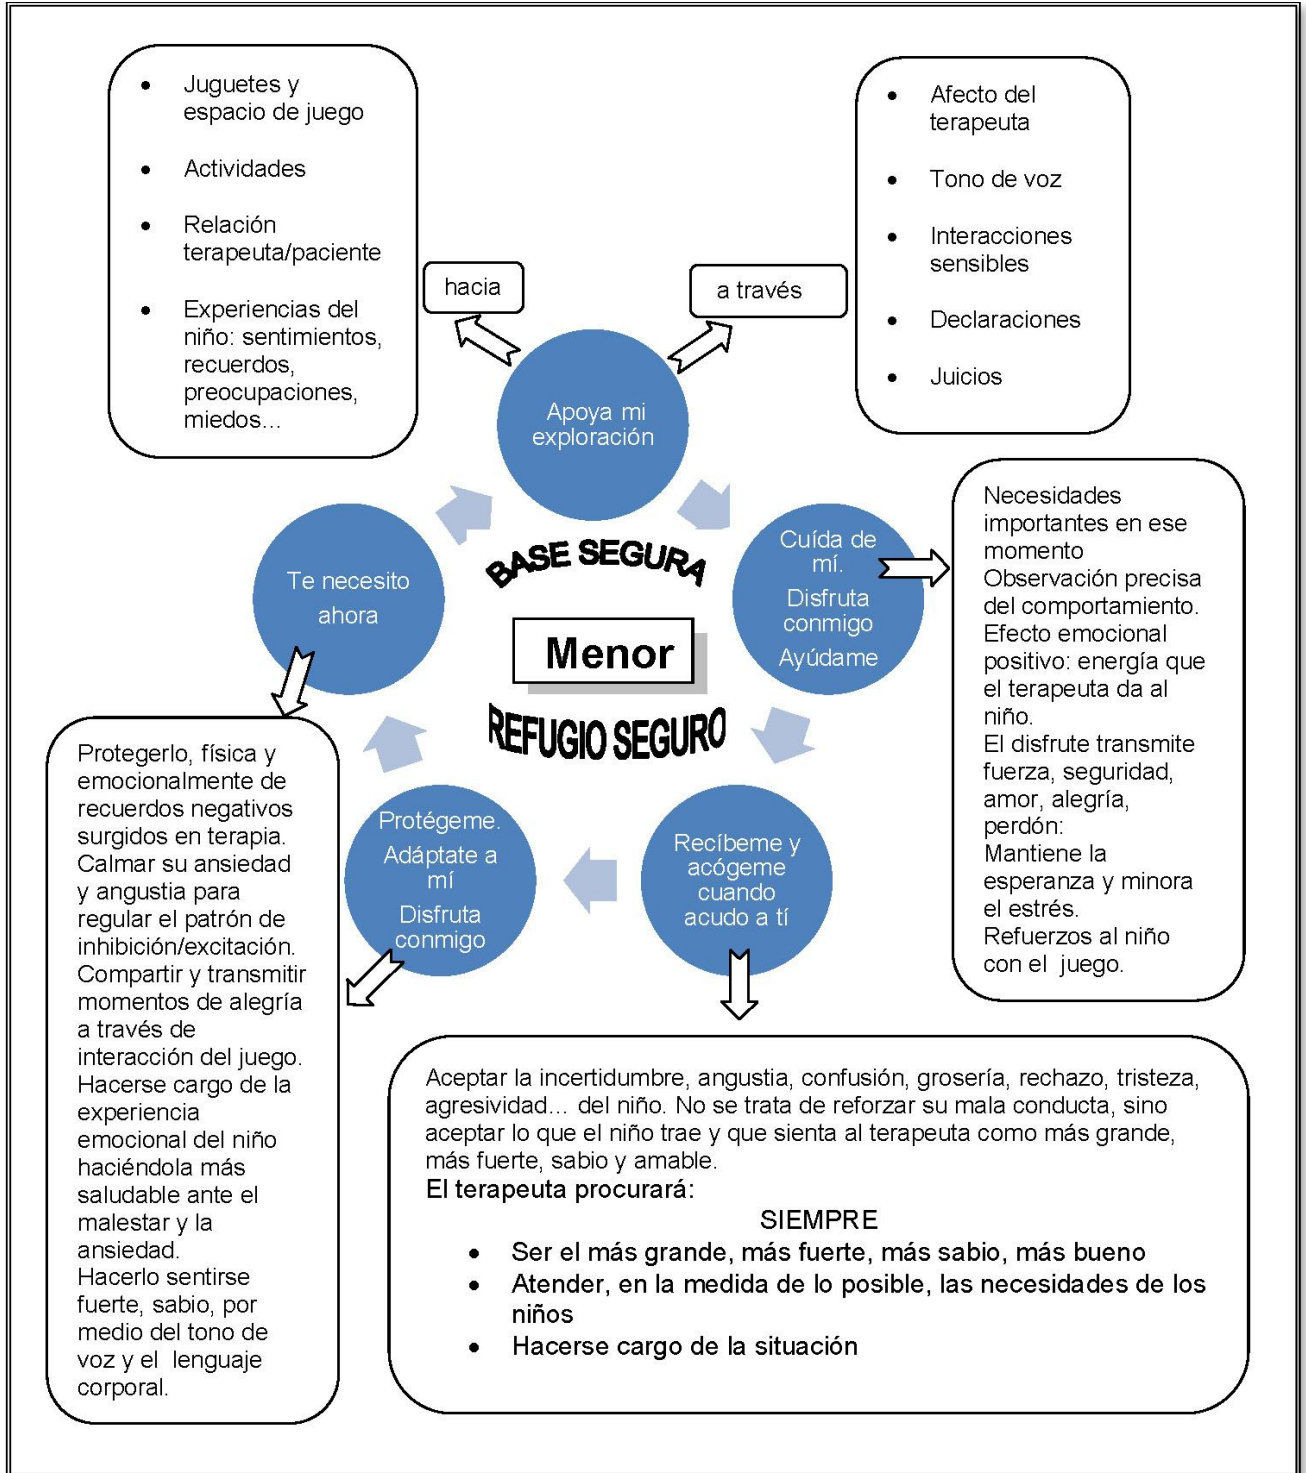 • Juguetes y
espacio de juego
• Actividades
• Relación
terapeuta/paciente
• Experiencias del
niño: sentimientos,
recuerdos,
preocupaciones,
miedos...
hacia
a través
• Afecto del
terapeuta
• Tono de voz
• Interacciones
sensibles
• Declaraciones
• Juicios
Apoya mi
exploración
Cuída de
mí.
Disfruta
conmigo
Ayúdame
Necesidades
importantes en ese
momento
Observación precisa
del comportamiento.
Efecto emocional
positivo: energía que
el terapeuta da al
niño.
El disfrute transmite
fuerza, seguridad,
amor, alegría,
perdón:
Mantiene la
esperanza y minora
el estrés.
Refuerzos al niño
con el juego.
Te necesito
ahora
BASE SEGURA
Menor
REFUGIO SEGURO
Protégeme.
Adáptate a
mí
Disfruta
conmigo
Recíbeme y
acógeme
cuando
acudo a tí
Protegerlo, física y
emocionalmente de
recuerdos negativos
surgidos en terapia.
Calmar su ansiedad
y angustia para
regular el patrón de
inhibición/excitación.
Compartir y transmitir
momentos de alegría
a través de
interacción del juego.
Hacerse cargo de la
experiencia
emocional del niño
haciéndola más
saludable ante el
malestar y la
ansiedad.
Hacerlo sentirse
fuerte, sabio, por
medio del tono de
voz y el lenguaje
corporal.
Aceptar la incertidumbre, angustia, confusión, grosería, rechazo, tristeza,
agresividad... del niño. No se trata de reforzar su mala conducta, sino
aceptar lo que el niño trae y que sienta al terapeuta como más grande,
más fuerte, sabio y amable.
El terapeuta procurará:
SIEMPRE
• Ser el más grande, más fuerte, más sabio, más bueno
• Atender, en la medida de lo posible, las necesidades de los
niños
• Hacerse cargo de la situación